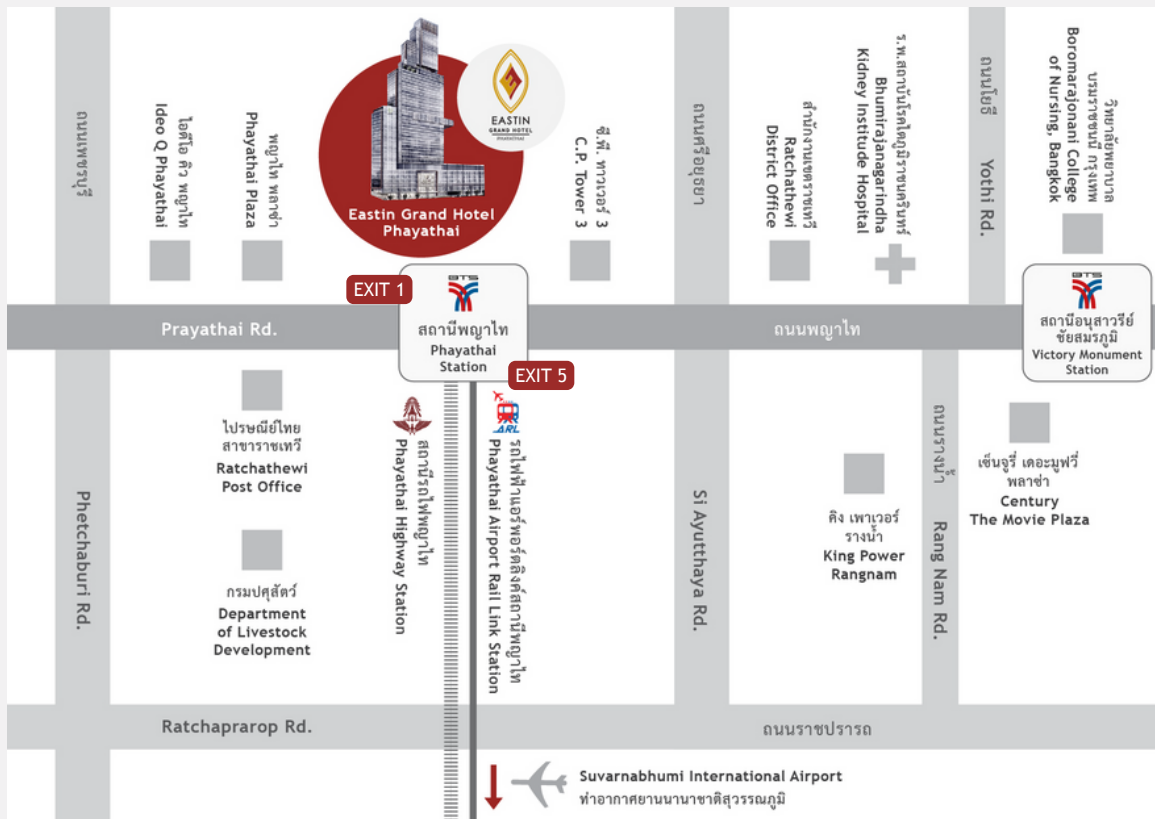 ถนนเพชรบุรี
ไอดีโอ คิว พญาไท
Ideo Q Phayathai
พญาไท พลาซ่า
Phayathai Plaza
EASTIN
GRAND HOTEL
PHAYATHAI
Eastin Grand Hotel
Phayathai
ซี.พี. ทาวเวอร์ 3
C.P. Tower 3
ถนนศรีอยุธยา
สำนักงานเขตราชเทวี
Ratchathewi
District Office
ร.พ.สถาบันโรคไตภูมิราชนครินทร์
Bhumirajanagarindha
Kidney Institude Hospital
ถนนโยธี
Yothi Rd.
วิทยาลัยพยาบาล
บรมราชชนนี กรุงเทพ
Boromarajonani College
of Nursing, Bangkok
EXIT 1
BTS
สถานีพญาไท
Phayathai
Station
EXIT 5
Prayathai Rd.
ถนนพญาไท
BTS
สถานีอนุสาวรีย์
ชัยสมรภูมิ
Victory Monument
Station
ไปรษณีย์ไทย
สาขาราชเทวี
Ratchathewi
Post Office
กรมปศุสัตว์
Department
of Livestock
Development
Phetchaburi Rd.
สถานีรถไฟพญาไท
Phayathai Highway Station
ARL
รถไฟฟ้าแอร์พอร์ตลิงค์สถานีพญาไท
Phayathai Airport Rail Link Station
Si Ayutthaya Rd.
คิง เพาเวอร์
รางน้ำ
King Power
Rangnam
ถนนรางน้ำ
Rang Nam Rd.
เซ็นจูรี่ เดอะมูฟวี่
พลาซ่า
Century
The Movie Plaza
Ratchaprarop Rd.
ถนนราชปรารถ
Suvarnabhumi International Airport
ท่าอากาศยานนานาชาติสุวรรณภูมิ